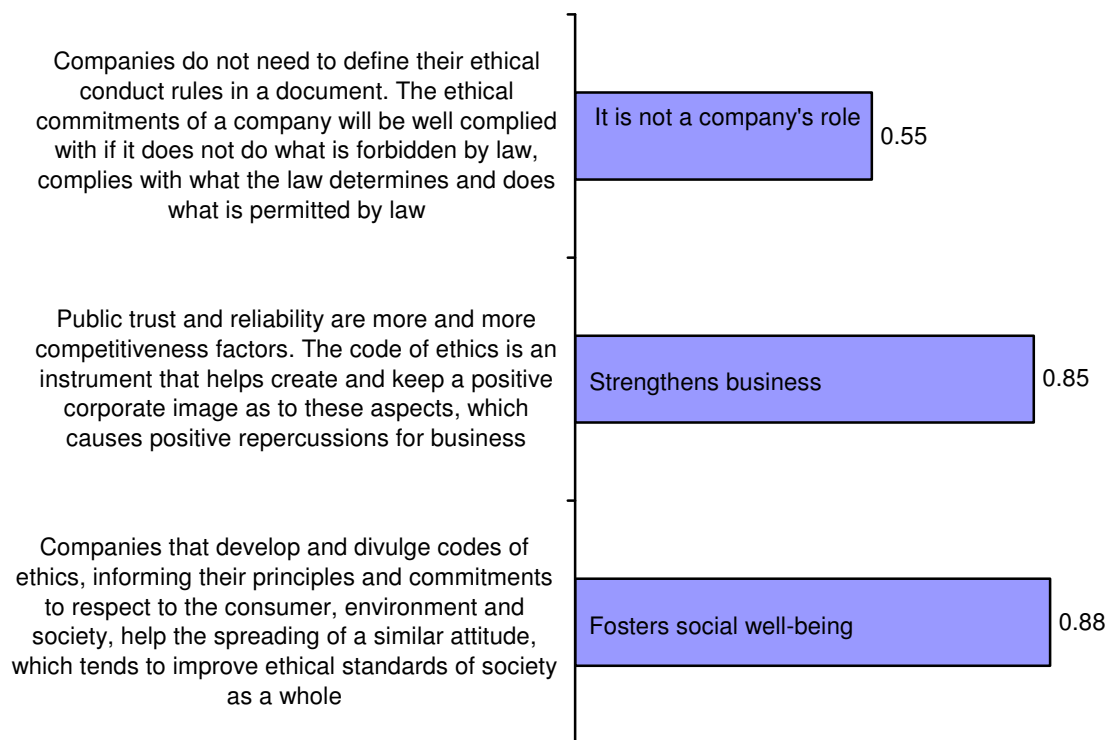 Companies do not need to define their ethical
conduct rules in a document. The ethical
commitments of a company will be well complied
with if it does not do what is forbidden by law,
complies with what the law determines and does
what is permitted by law
It is not a company's role
0.55
Public trust and reliability are more and more
competitiveness factors. The code of ethics is an
instrument that helps create and keep a positive
corporate image as to these aspects, which
causes positive repercussions for business
Strengthens business
0.85
Companies that develop and divulge codes of
ethics, informing their principles and commitments
to respect to the consumer, environment and
society, help the spreading of a similar attitude,
which tends to improve ethical standards of society
as a whole
Fosters social well-being
0.88